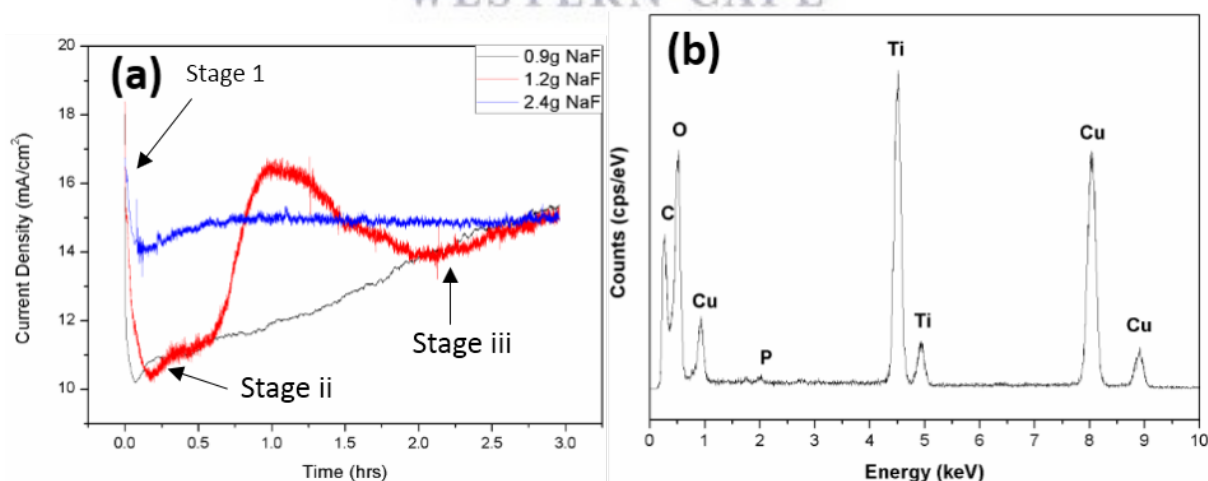 WESTERN CAPE
(a)
Stage 1
0.9g NaF
1.2g NaF
2.4g NaF
Stage ii
Stage iii
20
18
16
14
12
10
Current Density (mA/cm²)
0.0 0.5 1.0 1.5 2.0 2.5 3.0
Time (hrs)
(b)
Ti
O
C
Cu
P
Ti
Cu
Cu
Counts (cps/eV)
0 1 2 3 4 5 6 7 8 9 10
Energy (keV)